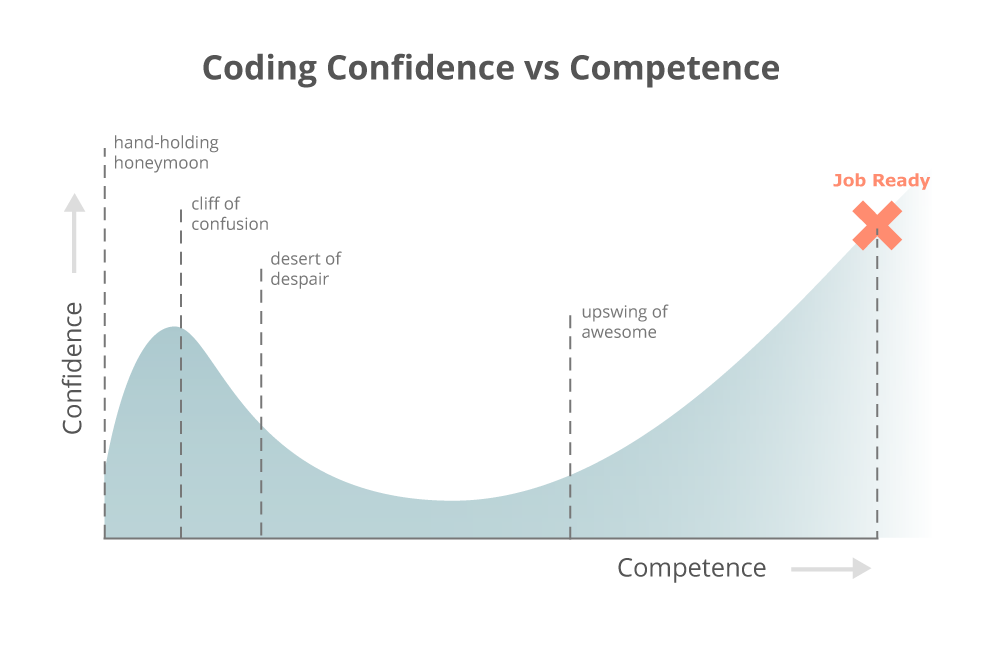 Coding Confidence vs Competence
hand-holding
honeymoon
cliff of
confusion
desert of
despair
upswing of
awesome
Job Ready
Confidence
Competence